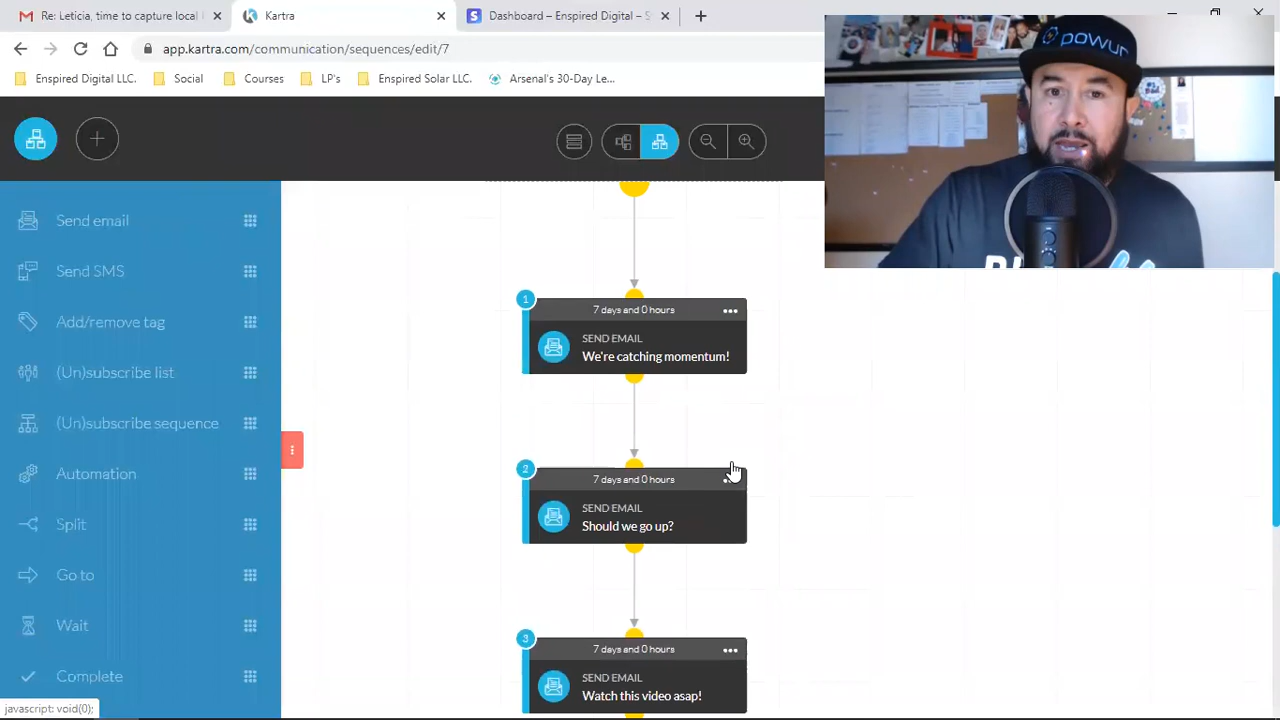 Re: Leticia, time to capture local l
Kartra
Dashboard – Enspired Digital – S
app.kartra.com/communication/sequences/edit/7
Enspired Digital LLC.
Social
Courses
LP's
Enspired Solar LLC.
Arsenal's 30-Day Le...
powur
Send email
Send SMS
Add/remove tag
(Un)subscribe list
(Un)subscribe sequence
Automation
Split
Go to
Wait
Complete
1
7 days and 0 hours
SEND EMAIL
We're catching momentum!
2
7 days and 0 hours
SEND EMAIL
Should we go up?
3
7 days and 0 hours
SEND EMAIL
Watch this video asap!
javascript: void(0);